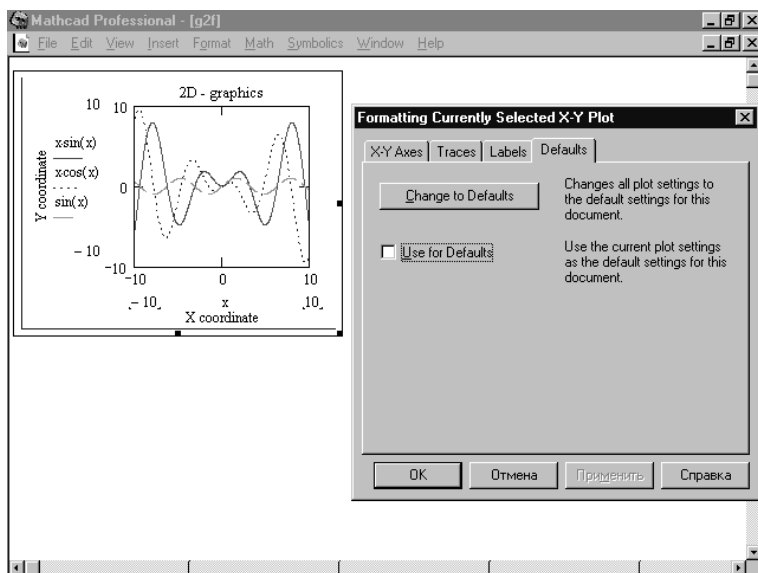 Mathcad Professional - [g2f]
File Edit View Insert Format Math Symbolics Window Help
2D - graphics
Y coordinate
10
x·sin(x)
x·cos(x)
sin(x)
− 10
10
0
−10
−10 0 10
− 10 x 10
X coordinate
Formatting Currently Selected X-Y Plot
X-Y Axes Traces Labels Defaults
Change to Defaults
Changes all plot settings to
the default settings for this
document.
Use for Defaults
Use the current plot settings
as the default settings for this
document.
OK Отмена Применить Справка